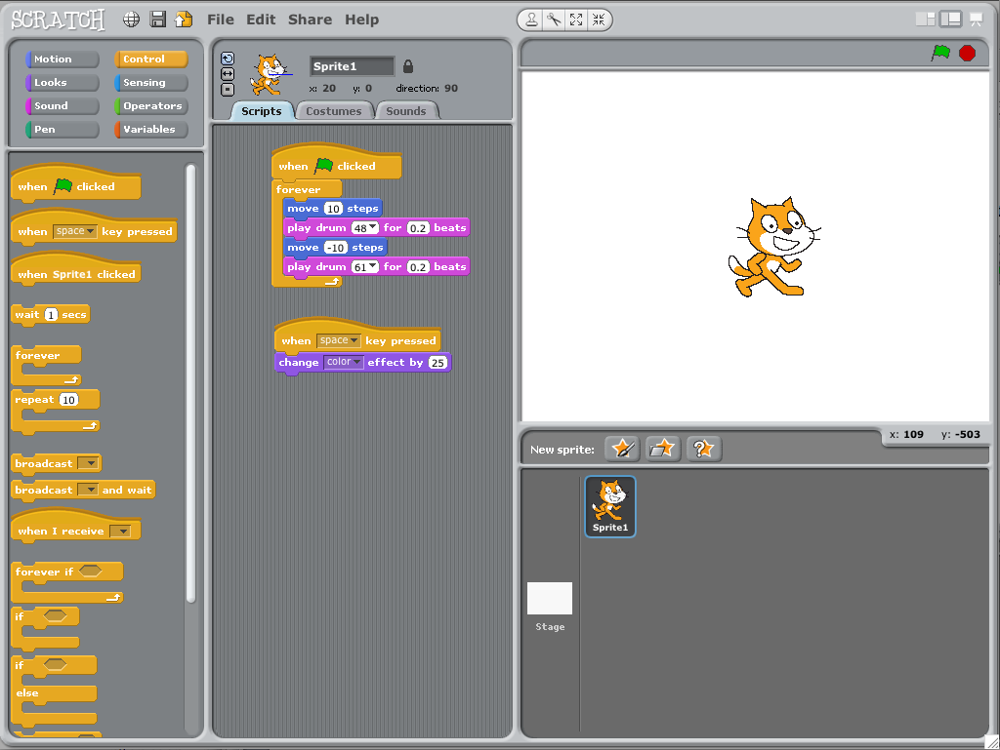 SCRATCH File Edit Share Help
Motion Control
Looks Sensing
Sound Operators
Pen Variables
when clicked
when space key pressed
when Sprite1 clicked
wait 1 secs
forever
repeat 10
broadcast
broadcast and wait
when I receive
forever if
if
if
else
Sprite1
x: 20 y: 0 direction: 90
Scripts Costumes Sounds
when clicked
forever
move 10 steps
play drum 48 for 0.2 beats
move -10 steps
play drum 61 for 0.2 beats
when space key pressed
change color effect by 25
x: 109 y: -503
New sprite:
Sprite1
Stage